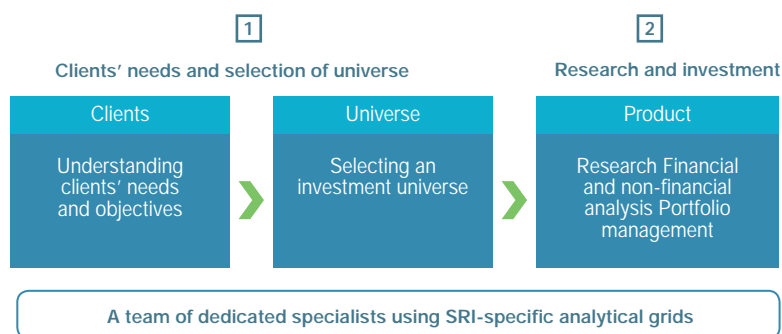 1
2
Clients' needs and selection of universe
Research and investment
Clients
Universe
Product
Understanding
clients' needs
and objectives
Selecting an
investment universe
Research Financial
and non-financial
analysis Portfolio
management
A team of dedicated specialists using SRI-specific analytical grids